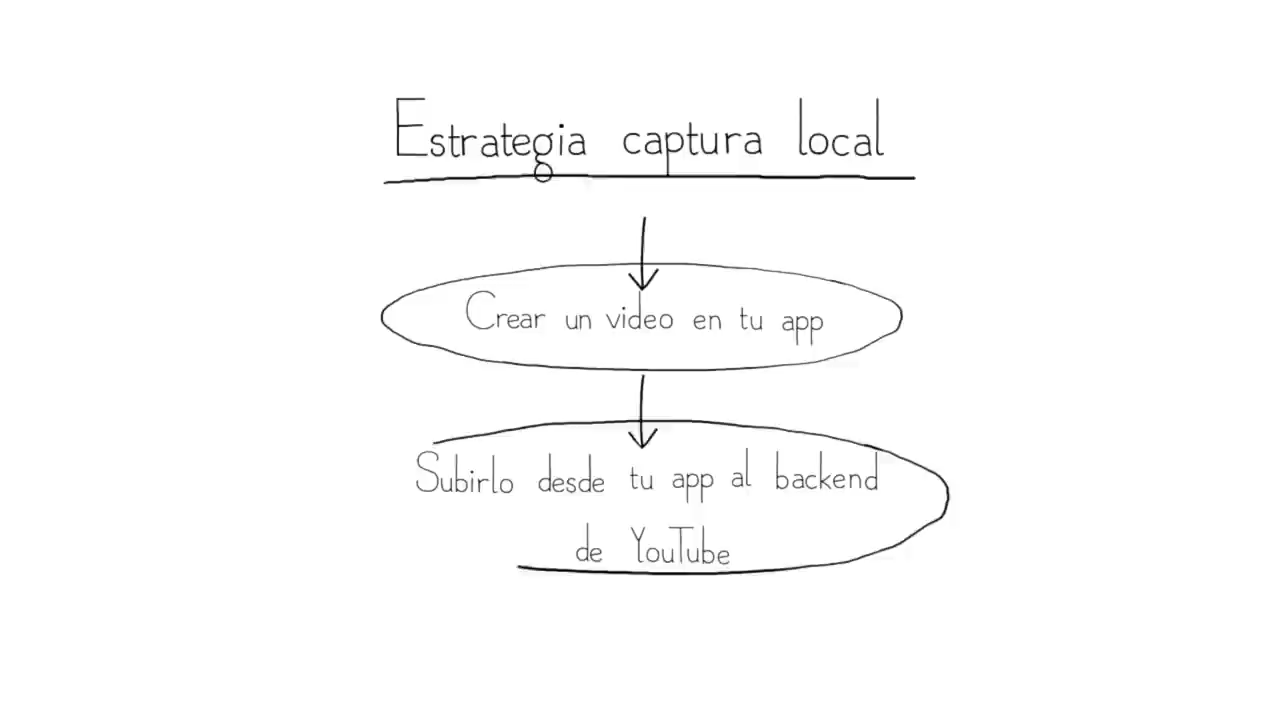 Estrategia captura local
Crear un video en tu app
Subirlo desde tu app al backend
de YouTube